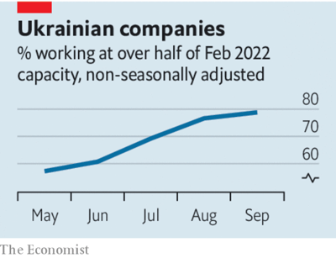 Ukrainian companies
% working at over half of Feb 2022
capacity, non-seasonally adjusted
80
70
60
May Jun Jul Aug Sep
The Economist